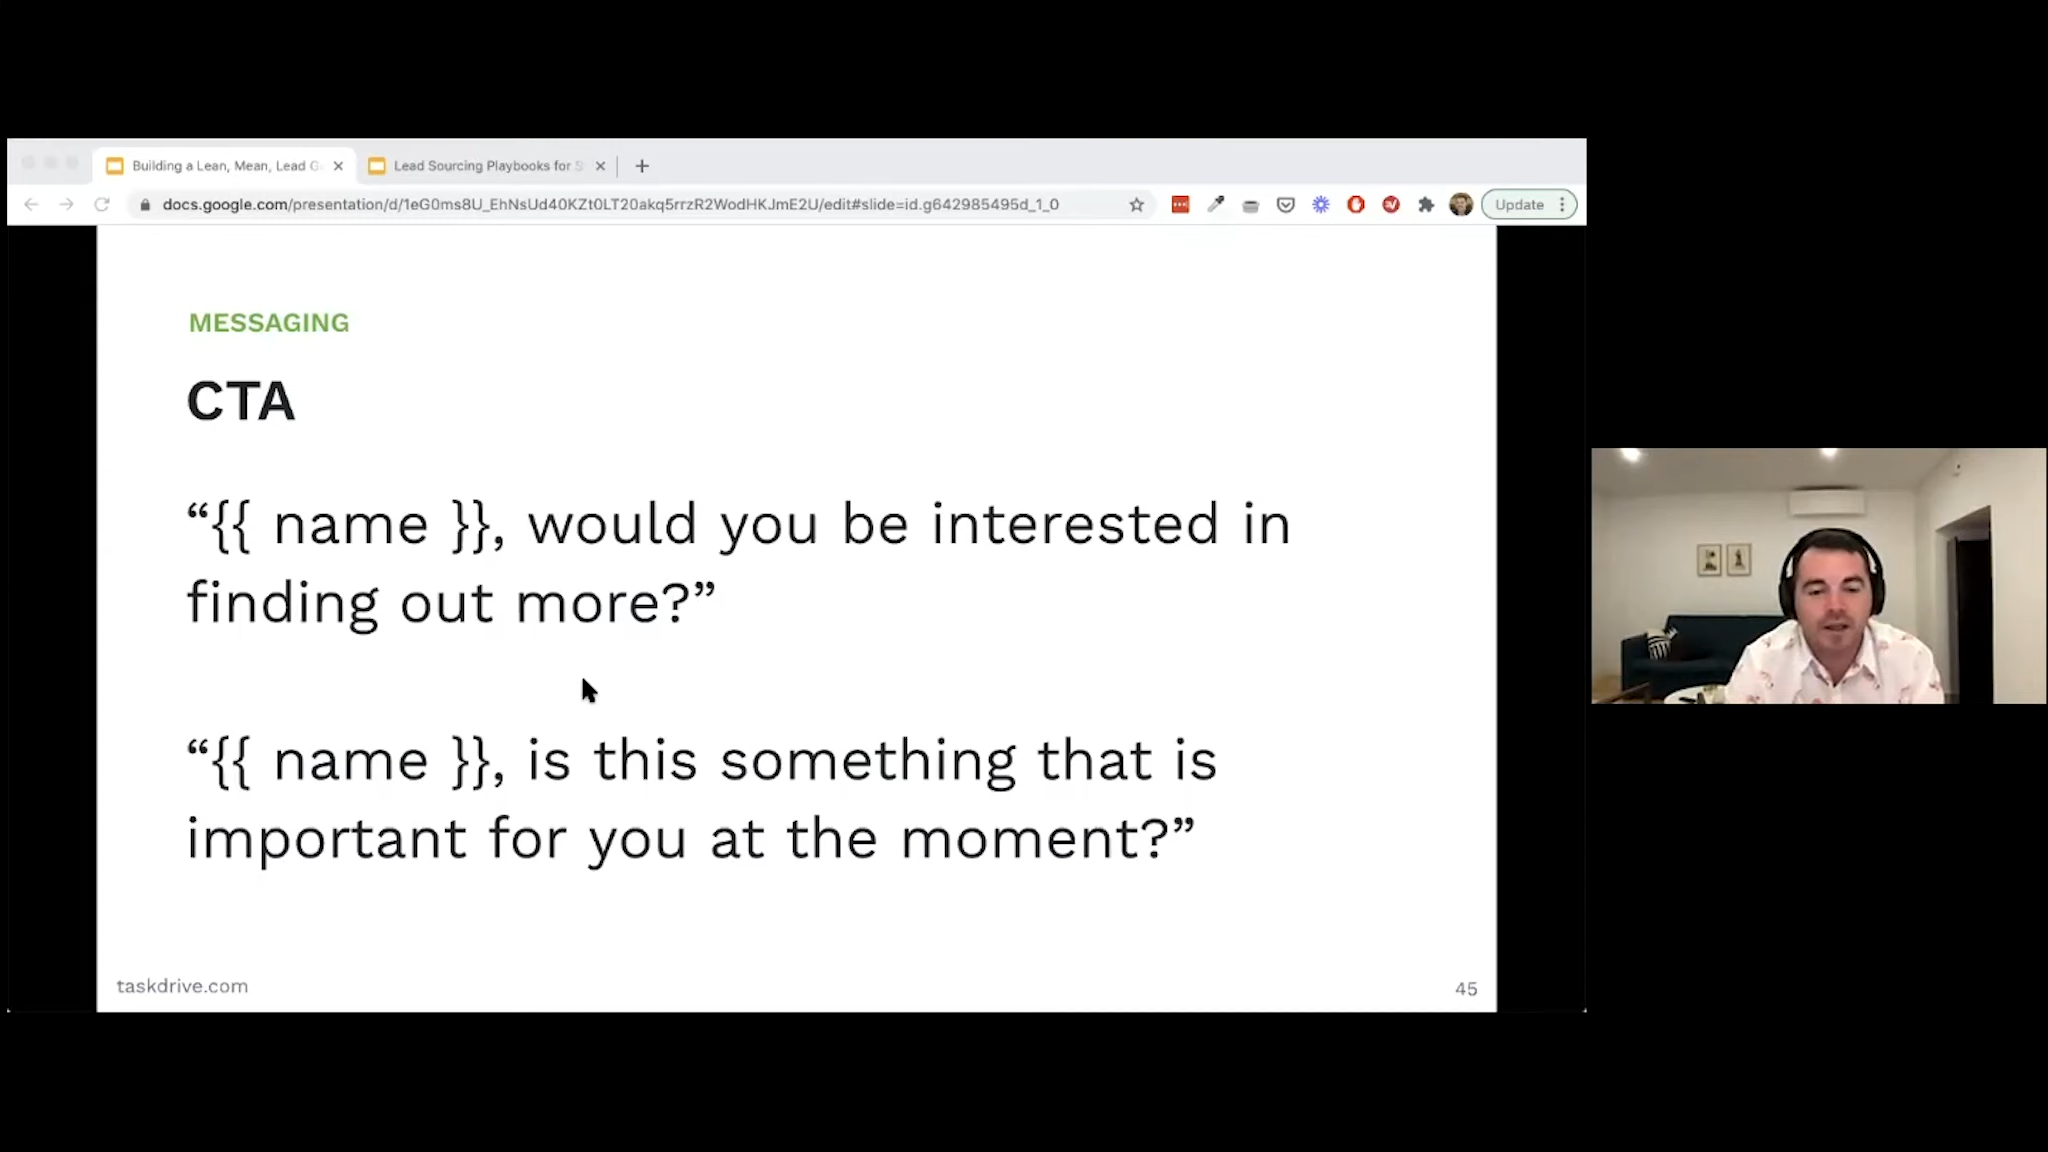 Building a Lean, Mean, Lead G
Lead Sourcing Playbooks for S
docs.google.com/presentation/d/1eG0ms8U_EhNsUd40KZt0LT20akq5rrzR2WodHKJmE2U/edit#slide=id.g642985495d_1_0
Update
MESSAGING
CTA
“{{ name }}, would you be interested in
finding out more?”
“{{ name }}, is this something that is
important for you at the moment?”
taskdrive.com
45